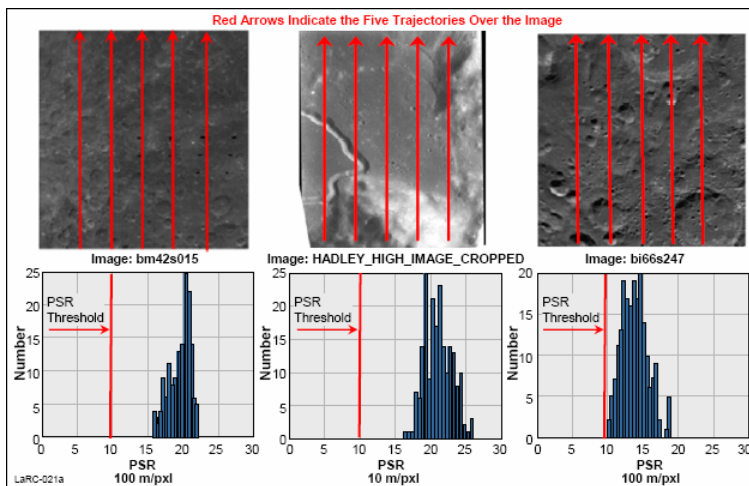 Red Arrows Indicate the Five Trajectories Over the Image
Image: bm42s015
Image: HADLEY_HIGH_IMAGE_CROPPED
Image: bi66s247
25
20
15
10
5
0
Number
PSR
Threshold
0 5 10 15 20 25 30
PSR
100 m/pxl
25
20
15
10
5
0
Number
PSR
Threshold
0 5 10 15 20 25 30
PSR
10 m/pxl
20
15
10
5
0
Number
PSR
Threshold
0 5 10 15 20 25 30
PSR
100 m/pxl
LaRC-021a